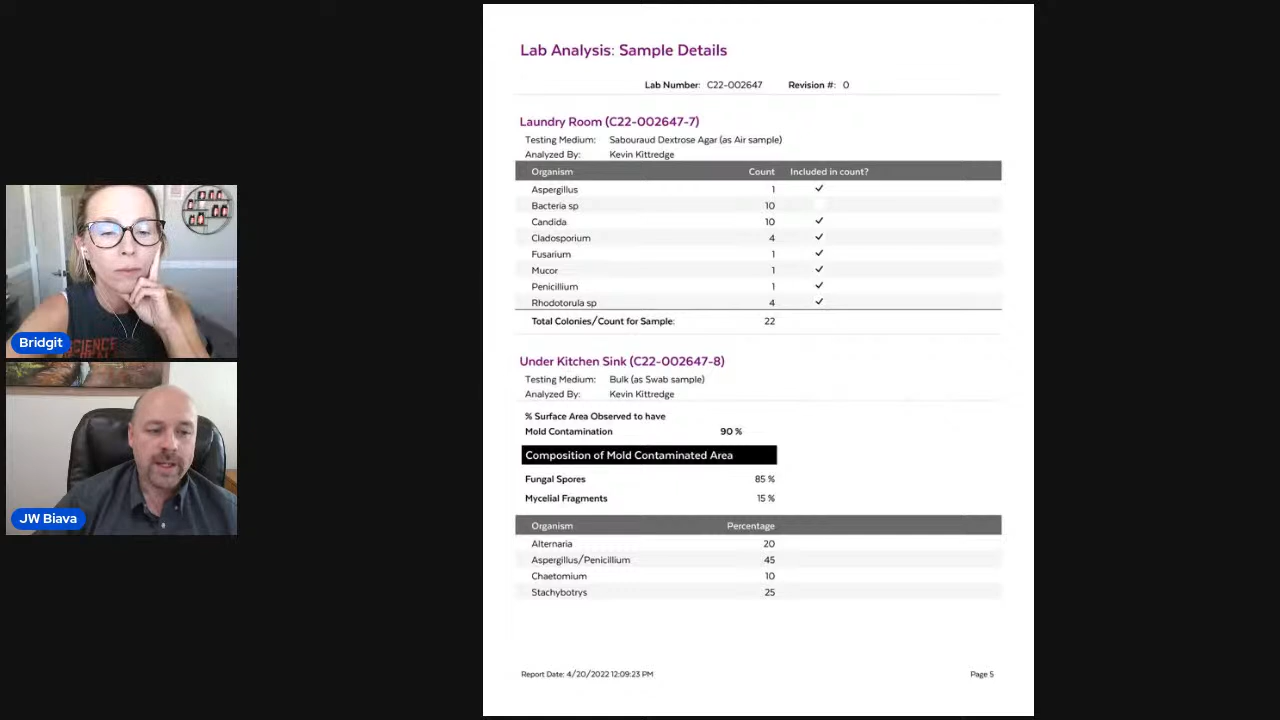 Lab Analysis: Sample Details
Lab Number: C22-002647 Revision #: 0
Laundry Room (C22-002647-7)
Testing Medium: Sabouraud Dextrose Agar (as Air sample)
Analyzed By: Kevin Kittredge
Organism Count Included in count?
Aspergillus 1 ✓
Bacteria sp 10
Candida 10 ✓
Cladosporium 4 ✓
Fusarium 1 ✓
Mucor 1 ✓
Penicillium 1 ✓
Rhodotorula sp 4 ✓
Total Colonies/Count for Sample: 22
Under Kitchen Sink (C22-002647-8)
Testing Medium: Bulk (as Swab sample)
Analyzed By: Kevin Kittredge
% Surface Area Observed to have
Mold Contamination 90 %
Composition of Mold Contaminated Area
Fungal Spores 85 %
Mycelial Fragments 15 %
Organism Percentage
Alternaria 20
Aspergillus/Penicillium 45
Chaetomium 10
Stachybotrys 25
Report Date: 4/20/2022 12:09:23 PM Page 5
SCIENCE
Bridgit
JW Biava